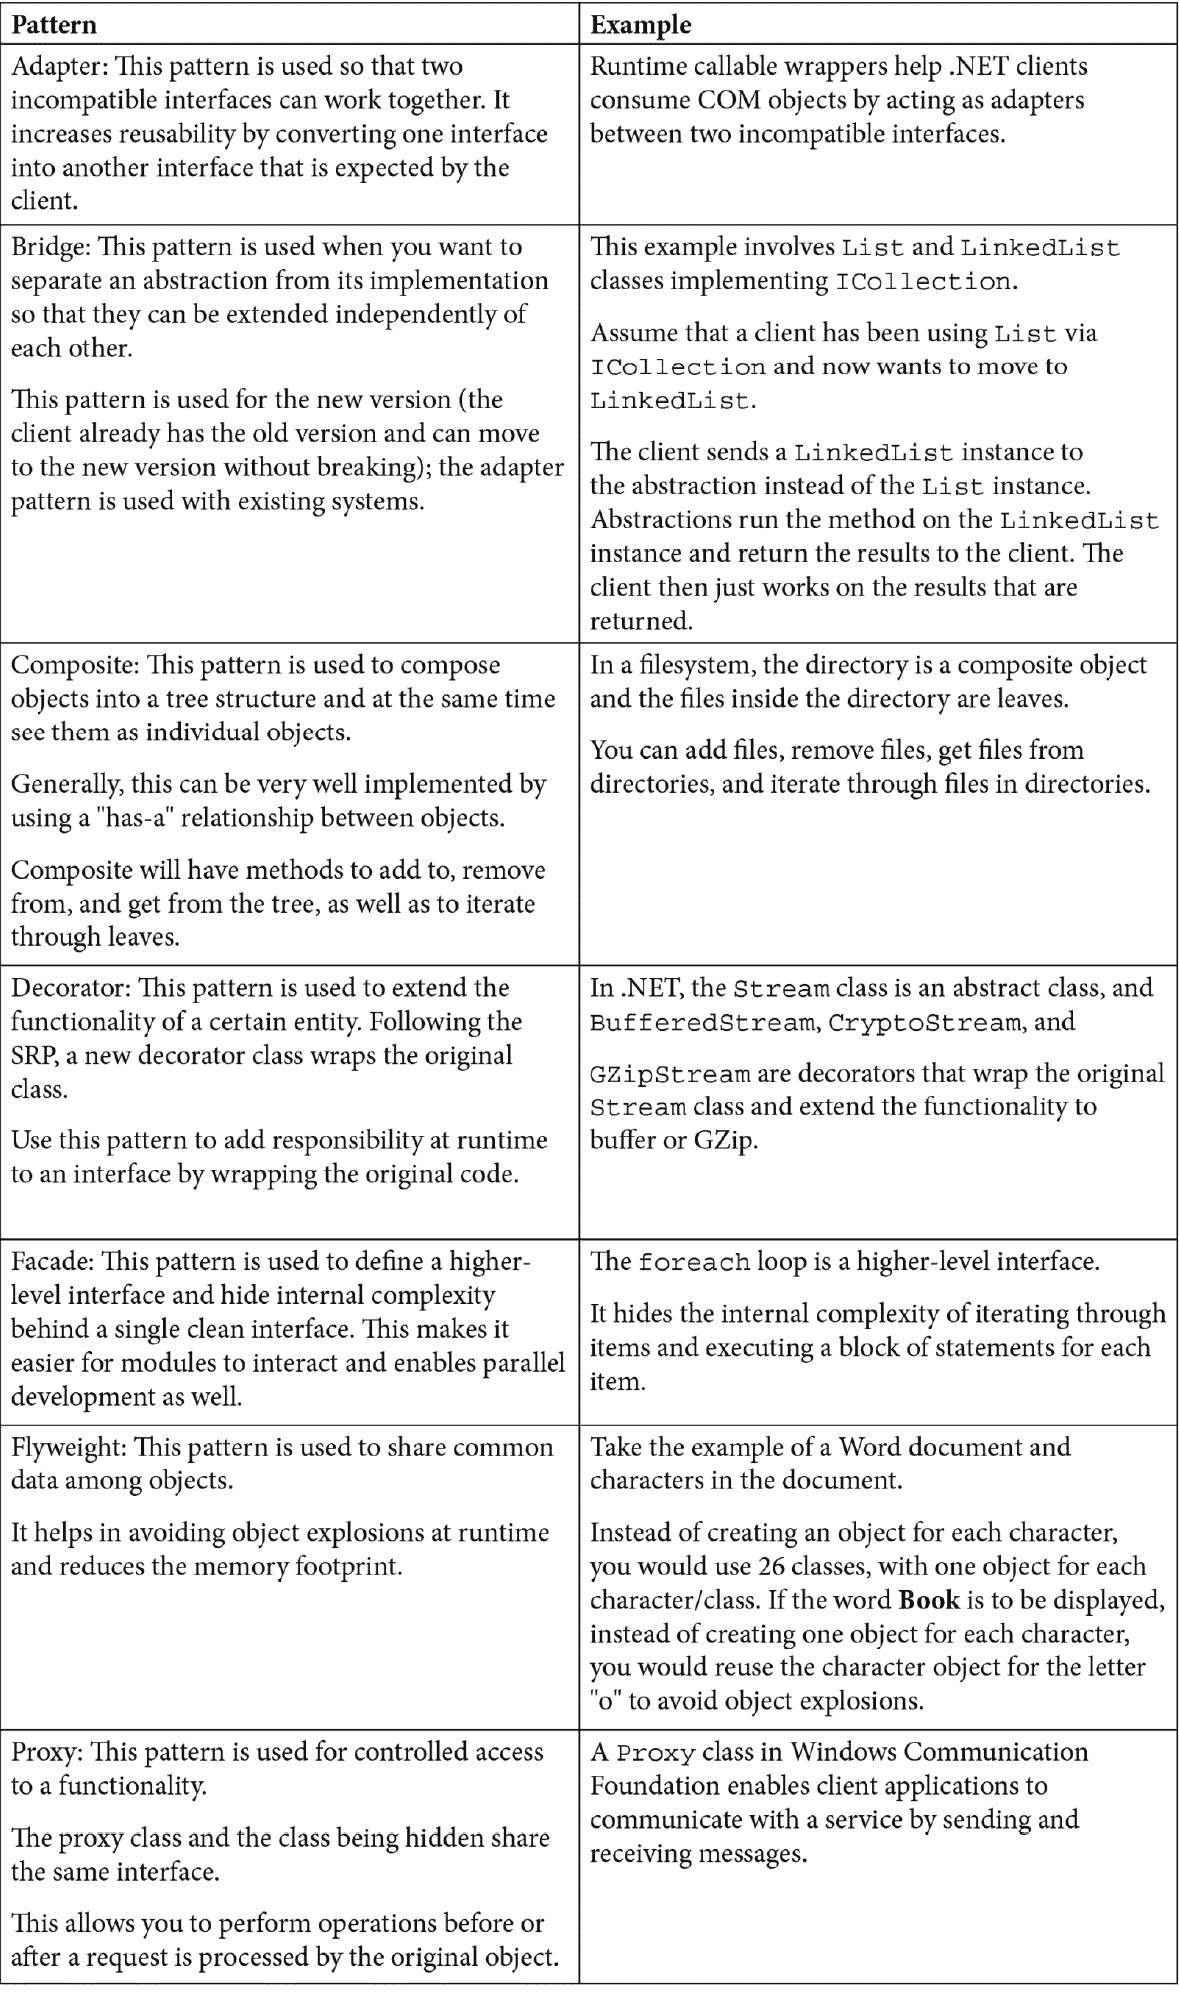 Pattern
Example
Adapter: This pattern is used so that two
incompatible interfaces can work together. It
increases reusability by converting one interface
into another interface that is expected by the
client.
Runtime callable wrappers help .NET clients
consume COM objects by acting as adapters
between two incompatible interfaces.
Bridge: This pattern is used when you want to
separate an abstraction from its implementation
so that they can be extended independently of
each other.
This pattern is used for the new version (the
client already has the old version and can move
to the new version without breaking); the adapter
pattern is used with existing systems.
This example involves List and LinkedList
classes implementing ICollection.
Assume that a client has been using List via
ICollection and now wants to move to
LinkedList.
The client sends a LinkedList instance to
the abstraction instead of the List instance.
Abstractions run the method on the LinkedList
instance and return the results to the client. The
client then just works on the results that are
returned.
Composite: This pattern is used to compose
objects into a tree structure and at the same time
see them as individual objects.
Generally, this can be very well implemented by
using a "has-a" relationship between objects.
Composite will have methods to add to, remove
from, and get from the tree, as well as to iterate
through leaves.
In a filesystem, the directory is a composite object
and the files inside the directory are leaves.
You can add files, remove files, get files from
directories, and iterate through files in directories.
Decorator: This pattern is used to extend the
functionality of a certain entity. Following the
SRP, a new decorator class wraps the original
class.
Use this pattern to add responsibility at runtime
to an interface by wrapping the original code.
In .NET, the Stream class is an abstract class, and
BufferedStream, CryptoStream, and
GZipStream are decorators that wrap the original
Stream class and extend the functionality to
buffer or GZip.
Facade: This pattern is used to define a higher-
level interface and hide internal complexity
behind a single clean interface. This makes it
easier for modules to interact and enables parallel
development as well.
The foreach loop is a higher-level interface.
It hides the internal complexity of iterating through
items and executing a block of statements for each
item.
Flyweight: This pattern is used to share common
data among objects.
It helps in avoiding object explosions at runtime
and reduces the memory footprint.
Take the example of a Word document and
characters in the document.
Instead of creating an object for each character,
you would use 26 classes, with one object for each
character/class. If the word Book is to be displayed,
instead of creating one object for each character,
you would reuse the character object for the letter
"o" to avoid object explosions.
Proxy: This pattern is used for controlled access
to a functionality.
The proxy class and the class being hidden share
the same interface.
This allows you to perform operations before or
after a request is processed by the original object.
A Proxy class in Windows Communication
Foundation enables client applications to
communicate with a service by sending and
receiving messages.